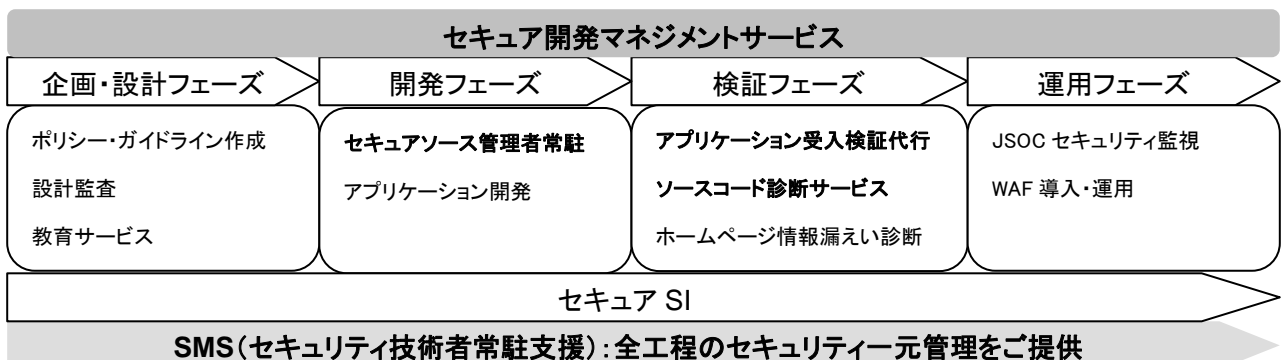 セキュア開発マネジメントサービス
企画・設計フェーズ
開発フェーズ
検証フェーズ
運用フェーズ
ポリシー・ガイドライン作成
設計監査
教育サービス
セキュアソース管理者常駐
アプリケーション開発
アプリケーション受入検証代行
ソースコード診断サービス
ホームページ情報漏えい診断
JSOC セキュリティ監視
WAF 導入・運用
セキュア SI
SMS（セキュリティ技術者常駐支援）：全工程のセキュリティ一元管理をご提供